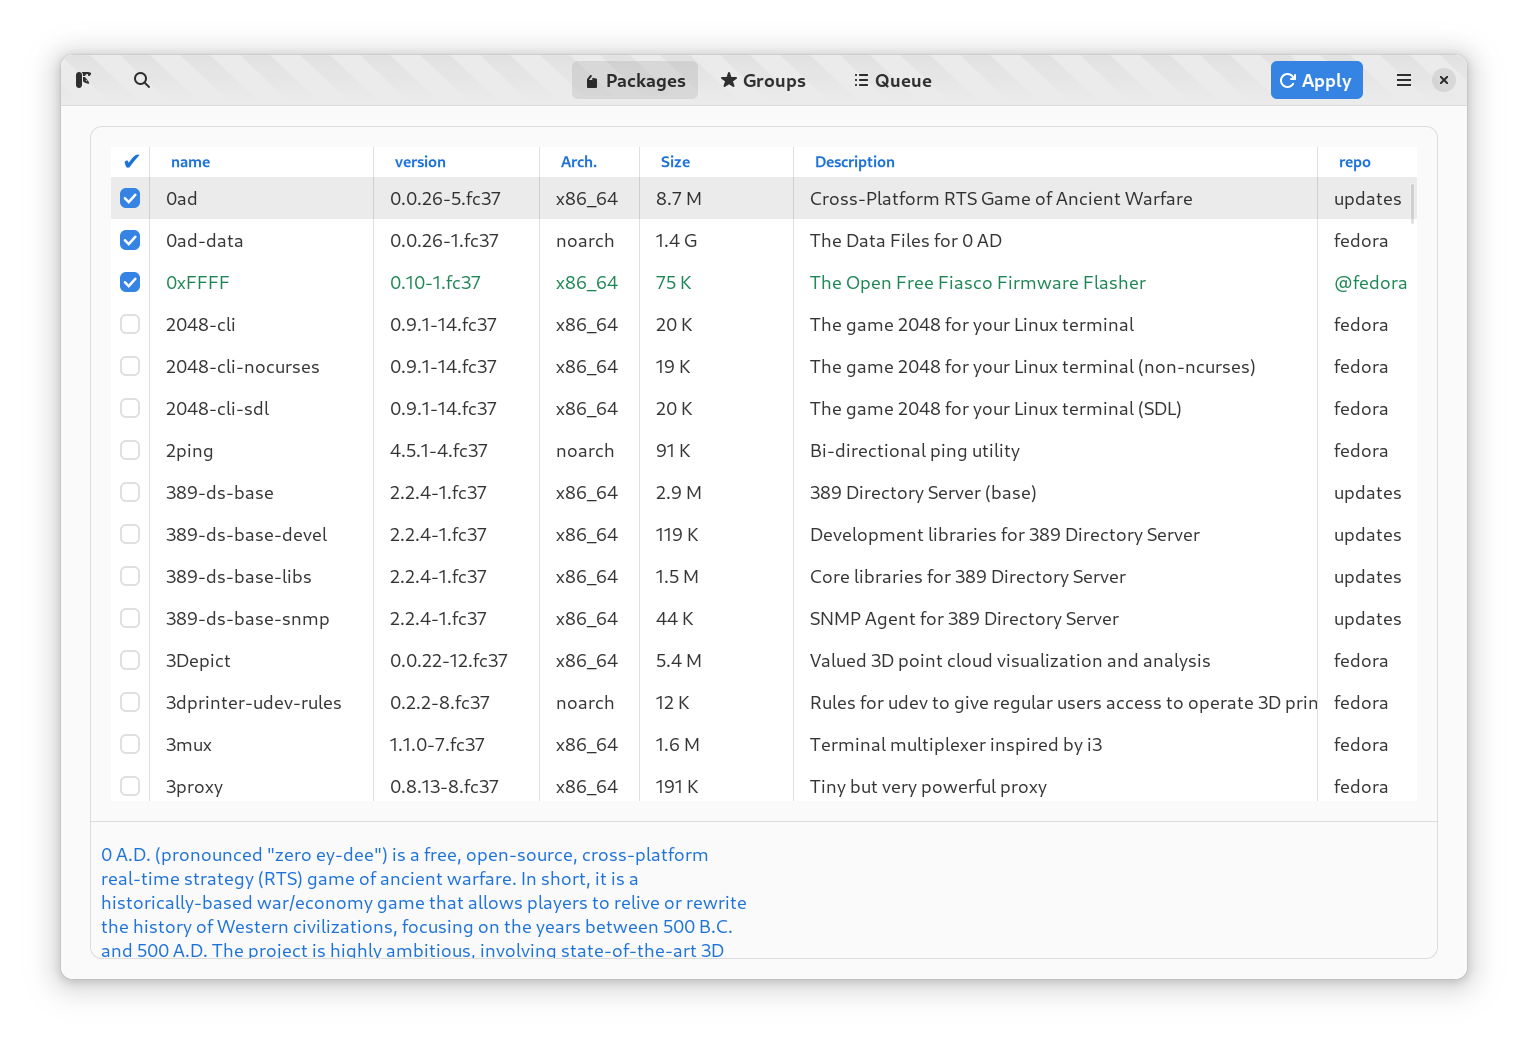 Packages Groups Queue Apply
name version Arch. Size Description repo
0ad 0.0.26-5.fc37 x86_64 8.7 M Cross-Platform RTS Game of Ancient Warfare updates
0ad-data 0.0.26-1.fc37 noarch 1.4 G The Data Files for 0 AD fedora
0xFFFF 0.10-1.fc37 x86_64 75 K The Open Free Fiasco Firmware Flasher @fedora
2048-cli 0.9.1-14.fc37 x86_64 20 K The game 2048 for your Linux terminal fedora
2048-cli-nocurses 0.9.1-14.fc37 x86_64 19 K The game 2048 for your Linux terminal (non-ncurses) fedora
2048-cli-sdl 0.9.1-14.fc37 x86_64 20 K The game 2048 for your Linux terminal (SDL) fedora
2ping 4.5.1-4.fc37 noarch 91 K Bi-directional ping utility fedora
389-ds-base 2.2.4-1.fc37 x86_64 2.9 M 389 Directory Server (base) updates
389-ds-base-devel 2.2.4-1.fc37 x86_64 119 K Development libraries for 389 Directory Server updates
389-ds-base-libs 2.2.4-1.fc37 x86_64 1.5 M Core libraries for 389 Directory Server updates
389-ds-base-snmp 2.2.4-1.fc37 x86_64 44 K SNMP Agent for 389 Directory Server updates
3Depict 0.0.22-12.fc37 x86_64 5.4 M Valued 3D point cloud visualization and analysis fedora
3dprinter-udev-rules 0.2.2-8.fc37 noarch 12 K Rules for udev to give regular users access to operate 3D prin fedora
3mux 1.1.0-7.fc37 x86_64 1.6 M Terminal multiplexer inspired by i3 fedora
3proxy 0.8.13-8.fc37 x86_64 191 K Tiny but very powerful proxy fedora
0 A.D. (pronounced "zero ey-dee") is a free, open-source, cross-platform
real-time strategy (RTS) game of ancient warfare. In short, it is a
historically-based war/economy game that allows players to relive or rewrite
the history of Western civilizations, focusing on the years between 500 B.C.
and 500 A.D. The project is highly ambitious, involving state-of-the-art 3D